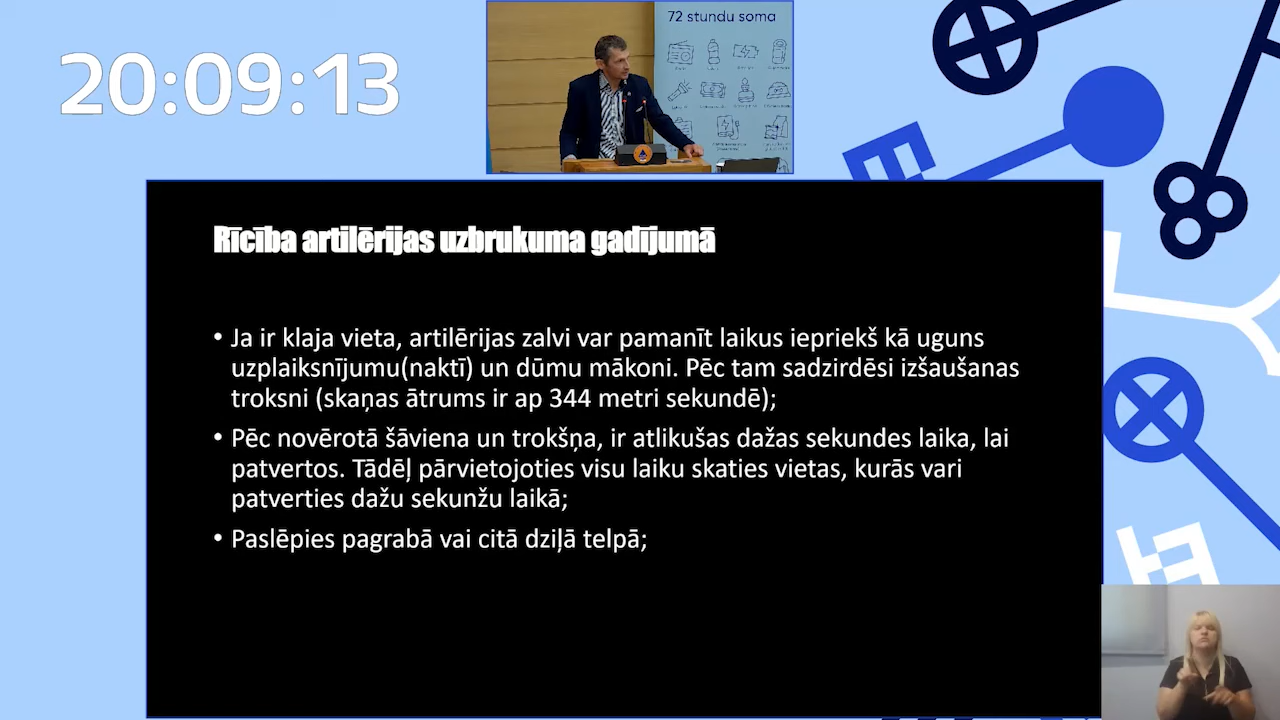 20:09:13
72 stundu soma
Rīcība artilērijas uzbrukuma gadījumā
• Ja ir klaja vieta, artilērijas zalvi var pamanīt laikus iepriekš kā uguns
uzplaiksnījumu(naktī) un dūmu mākoni. Pēc tam sadzirdēsi izšaušanas
troksni (skaņas ātrums ir ap 344 metri sekundē);
• Pēc novērotā šāviena un trokšņa, ir atlikušas dažas sekundes laika, lai
patvertos. Tādēļ pārvietojoties visu laiku skaties vietas, kurās vari
patverties dažu sekunžu laikā;
• Paslēpies pagrabā vai citā dziļā telpā;